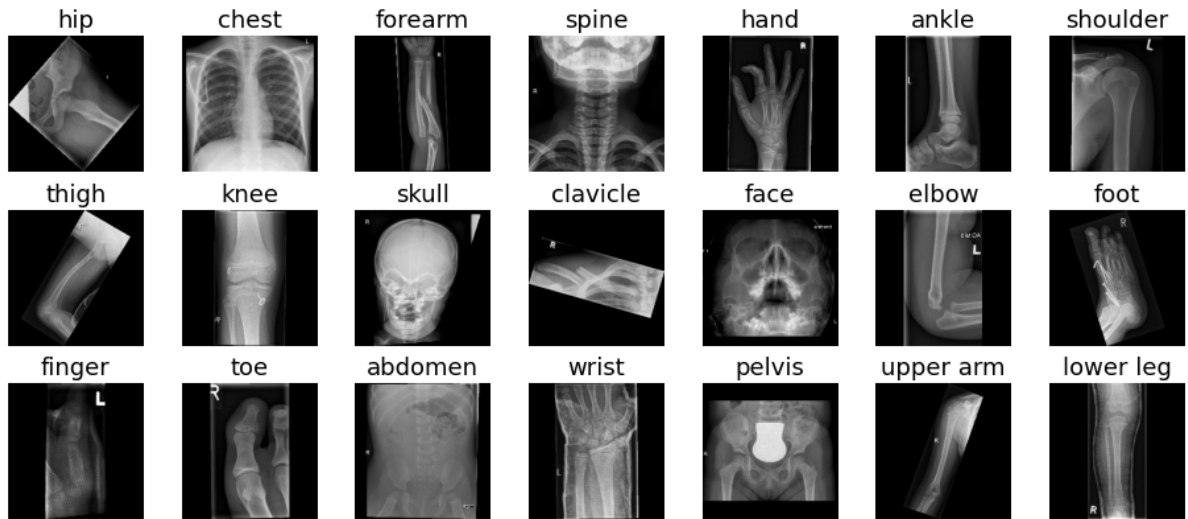 hip chest forearm spine hand ankle shoulder
R
L
R
L
L
thigh knee skull clavicle face elbow foot
R
R
R
L
R
L
finger toe abdomen wrist pelvis upper arm lower leg
L
R
R
L
R